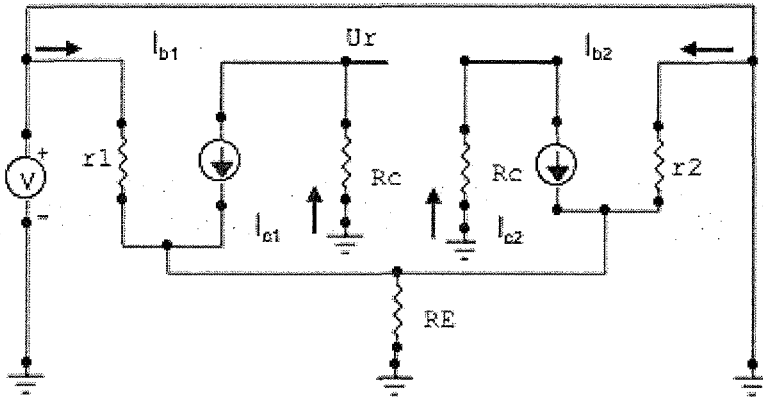 Ib1
Ur
Ib2
+
V
-
r1
Rc
Rc
r2
Ic1
Ic2
RE